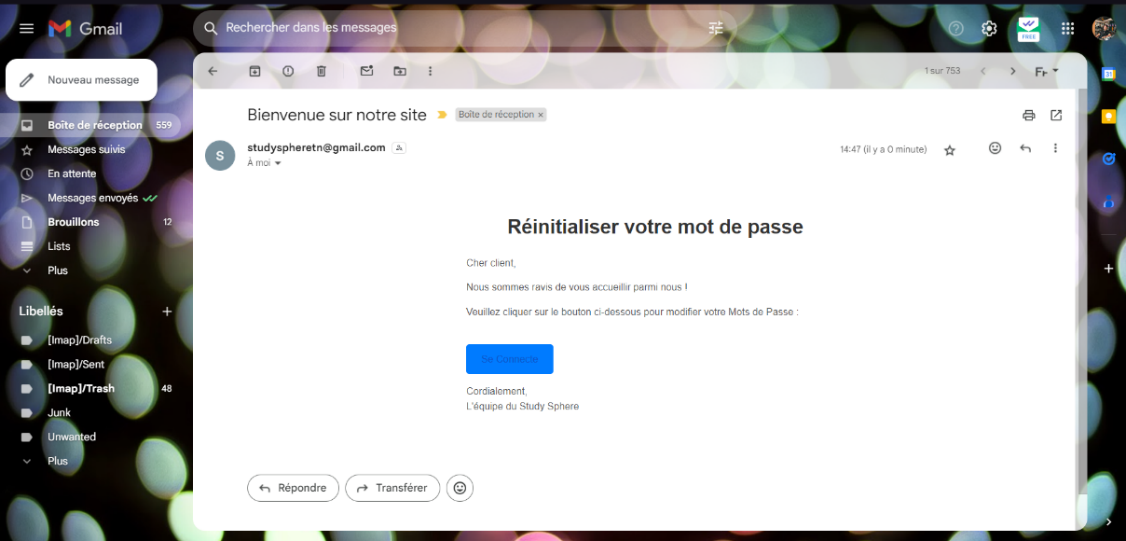 Gmail
Rechercher dans les messages
FREE
Nouveau message
1 sur 753
Fr
Boîte de réception 559
Messages suivis
En attente
Messages envoyés
Brouillons 12
Lists
Plus
Libellés
[Imap]/Drafts
[Imap]/Sent
[Imap]/Trash 48
Junk
Unwanted
Plus
Bienvenue sur notre site
Boîte de réception ×
S
studyspheretn@gmail.com
À moi
14:47 (il y a 0 minute)
Réinitialiser votre mot de passe
Cher client,
Nous sommes ravis de vous accueillir parmi nous !
Veuillez cliquer sur le bouton ci-dessous pour modifier votre Mots de Passe :
Se Connecte
Cordialement,
L'équipe du Study Sphere
Répondre
Transférer